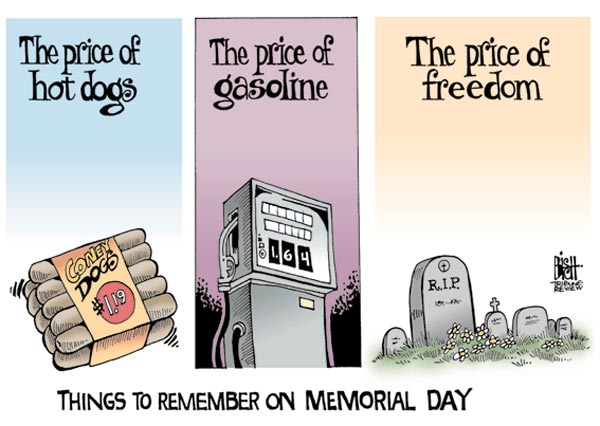 The price of
hot dogs
The price of
gasoline
The price of
freedom
CONEY
DOGS
$1.19
1.64
R.I.P.
BISH
TRIBUNE
REVIEW
THINGS TO REMEMBER ON MEMORIAL DAY